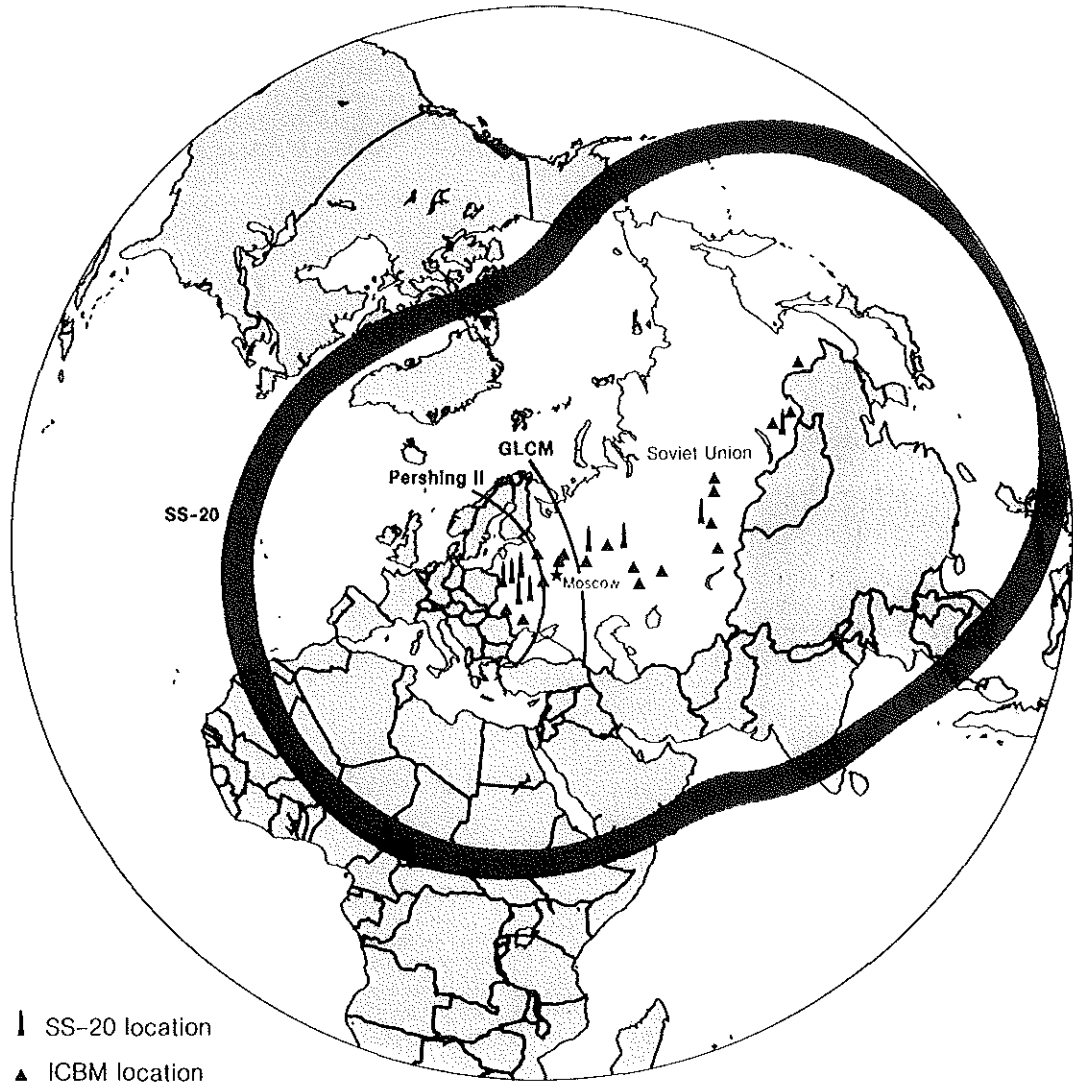 GLCM
Pershing II
Soviet Union
SS-20
Moscow
SS-20 location
ICBM location